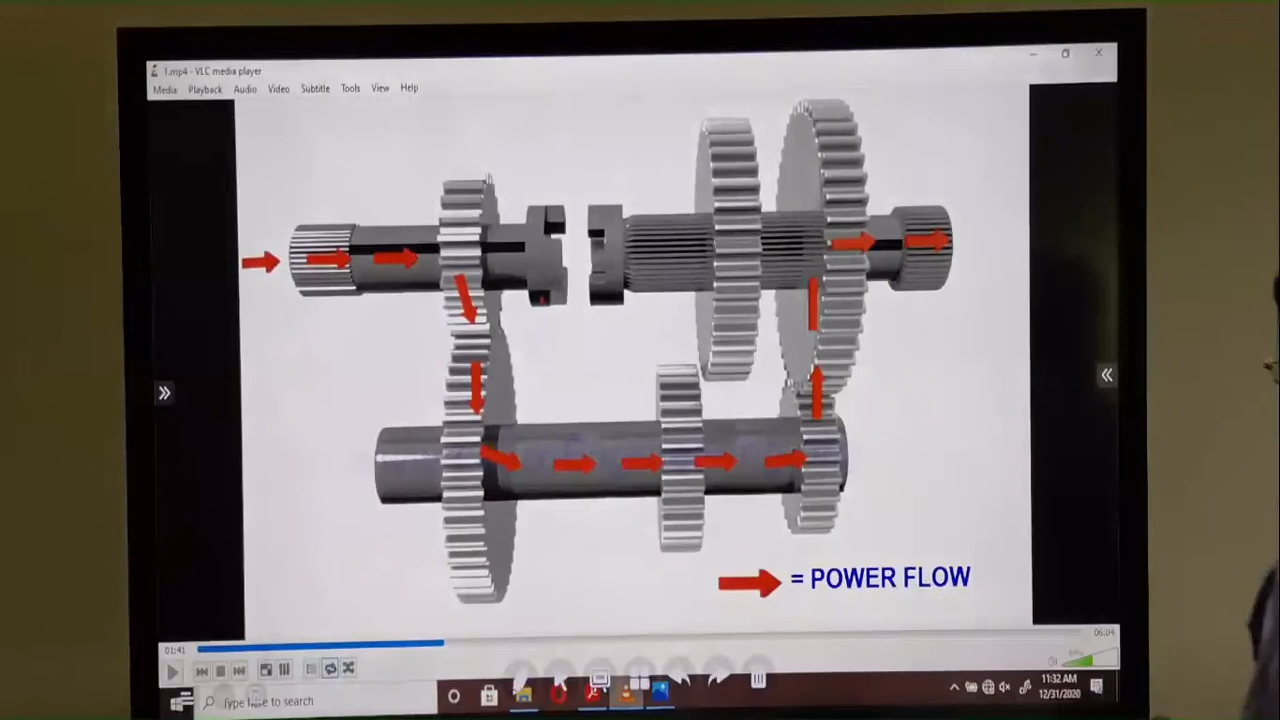 1.mp4 - VLC media player
Media Playback Audio Video Subtitle Tools View Help
= POWER FLOW
01:41
06:04
Type here to search
11:32 AM
12/31/2020